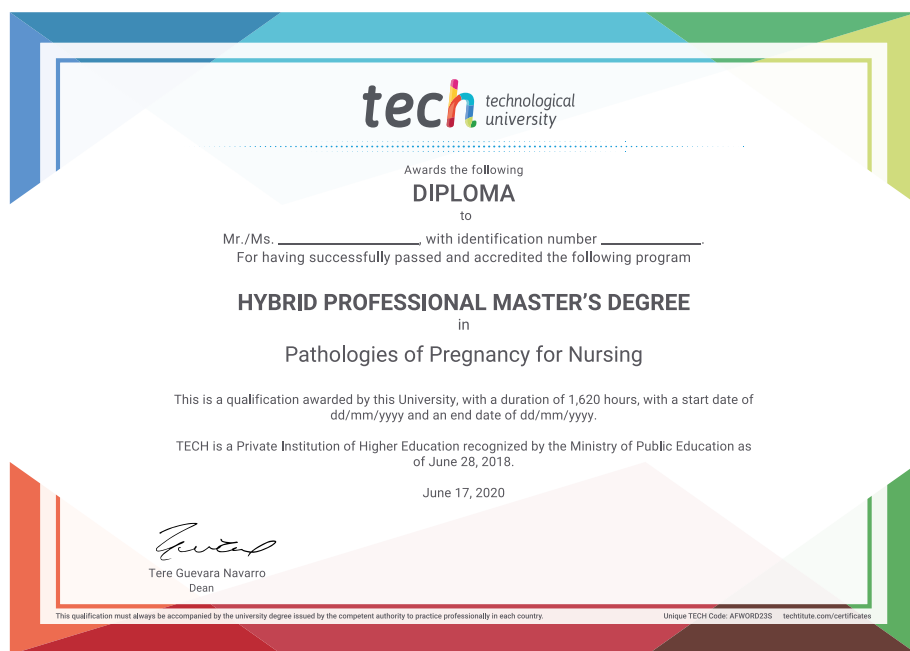 tech technological
university
Awards the following
DIPLOMA
to
Mr./Ms. ____________________, with identification number ______________.
For having successfully passed and accredited the following program
HYBRID PROFESSIONAL MASTER'S DEGREE
in
Pathologies of Pregnancy for Nursing
This is a qualification awarded by this University, with a duration of 1,620 hours, with a start date of
dd/mm/yyyy and an end date of dd/mm/yyyy.
TECH is a Private Institution of Higher Education recognized by the Ministry of Public Education as
of June 28, 2018.
June 17, 2020
Tere Guevara Navarro
Dean
This qualification must always be accompanied by the university degree issued by the competent authority to practice professionally in each country.
Unique TECH Code: AFWORD23S techtitute.com/certificates